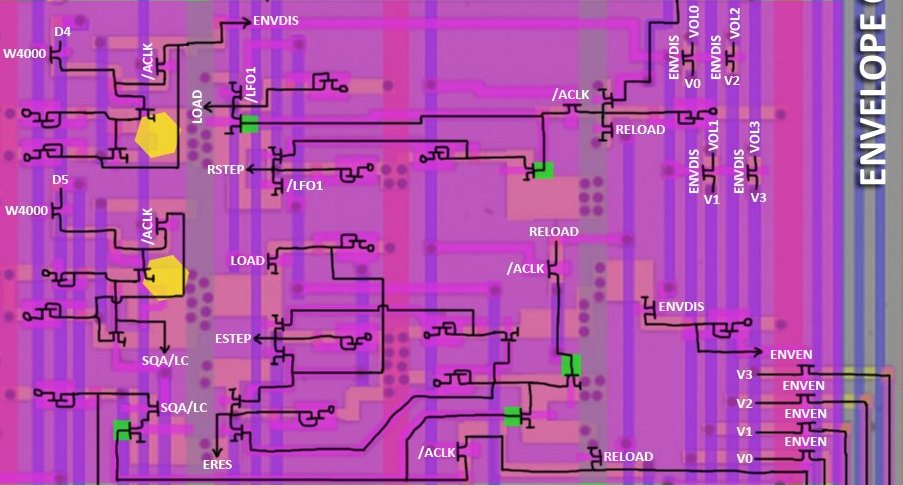 ENVDIS
D4
W4000
/ACLK
LOAD
/LFO1
/ACLK
RELOAD
ENVDIS
VOL0
V0
ENVDIS
VOL2
V2
ENVDIS
VOL1
V1
ENVDIS
VOL3
V3
RSTEP
/LFO1
D5
W4000
/ACLK
LOAD
RELOAD
/ACLK
ENVDIS
ESTEP
SQA/LC
SQA/LC
ERES
/ACLK
RELOAD
ENVEN
V3
ENVEN
V2
ENVEN
V1
ENVEN
V0
ENVELOPE